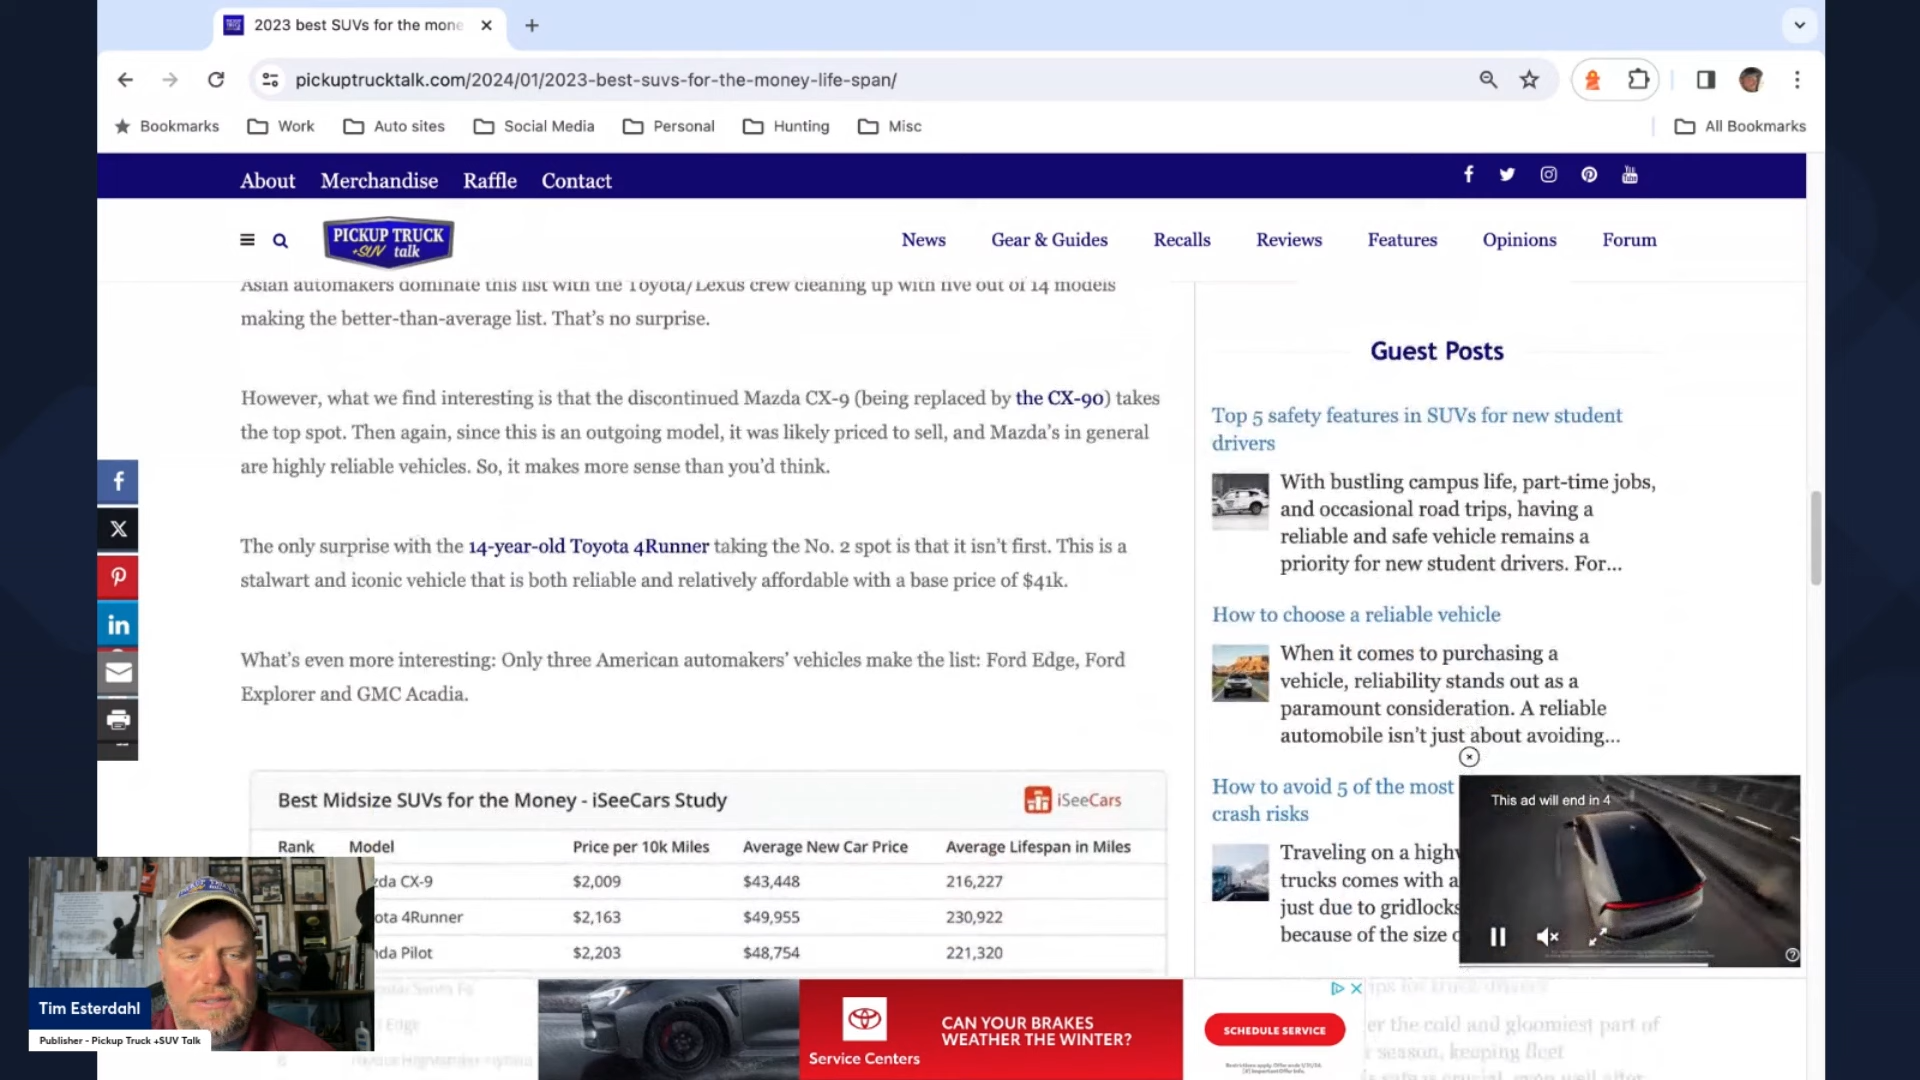 2023 best SUVs for the mone
pickuptrucktalk.com/2024/01/2023-best-suvs-for-the-money-life-span/
Bookmarks Work Auto sites Social Media Personal Hunting Misc All Bookmarks
About Merchandise Raffle Contact
PICKUP TRUCK
+SUV talk
News Gear & Guides Recalls Reviews Features Opinions Forum
Asian automakers dominate this list with the Toyota/Lexus crew cleaning up with five out of 14 models
making the better-than-average list. That's no surprise.
However, what we find interesting is that the discontinued Mazda CX-9 (being replaced by the CX-90) takes
the top spot. Then again, since this is an outgoing model, it was likely priced to sell, and Mazda's in general
are highly reliable vehicles. So, it makes more sense than you'd think.
The only surprise with the 14-year-old Toyota 4Runner taking the No. 2 spot is that it isn't first. This is a
stalwart and iconic vehicle that is both reliable and relatively affordable with a base price of $41k.
What's even more interesting: Only three American automakers' vehicles make the list: Ford Edge, Ford
Explorer and GMC Acadia.
Best Midsize SUVs for the Money - iSeeCars Study iSeeCars
Rank Model Price per 10k Miles Average New Car Price Average Lifespan in Miles
zda CX-9 $2,009 $43,448 216,227
ota 4Runner $2,163 $49,955 230,922
nda Pilot $2,203 $48,754 221,320
Edge
Guest Posts
Top 5 safety features in SUVs for new student
drivers
With bustling campus life, part-time jobs,
and occasional road trips, having a
reliable and safe vehicle remains a
priority for new student drivers. For...
How to choose a reliable vehicle
When it comes to purchasing a
vehicle, reliability stands out as a
paramount consideration. A reliable
automobile isn't just about avoiding...
How to avoid 5 of the most
crash risks
Traveling on a high
trucks comes with a
just due to gridlocks
because of the size
This ad will end in 4
er the cold and gloomiest part of
season, keeping fleet
Tim Esterdahl
Publisher - Pickup Truck +SUV Talk
Service Centers
CAN YOUR BRAKES
WEATHER THE WINTER?
SCHEDULE SERVICE